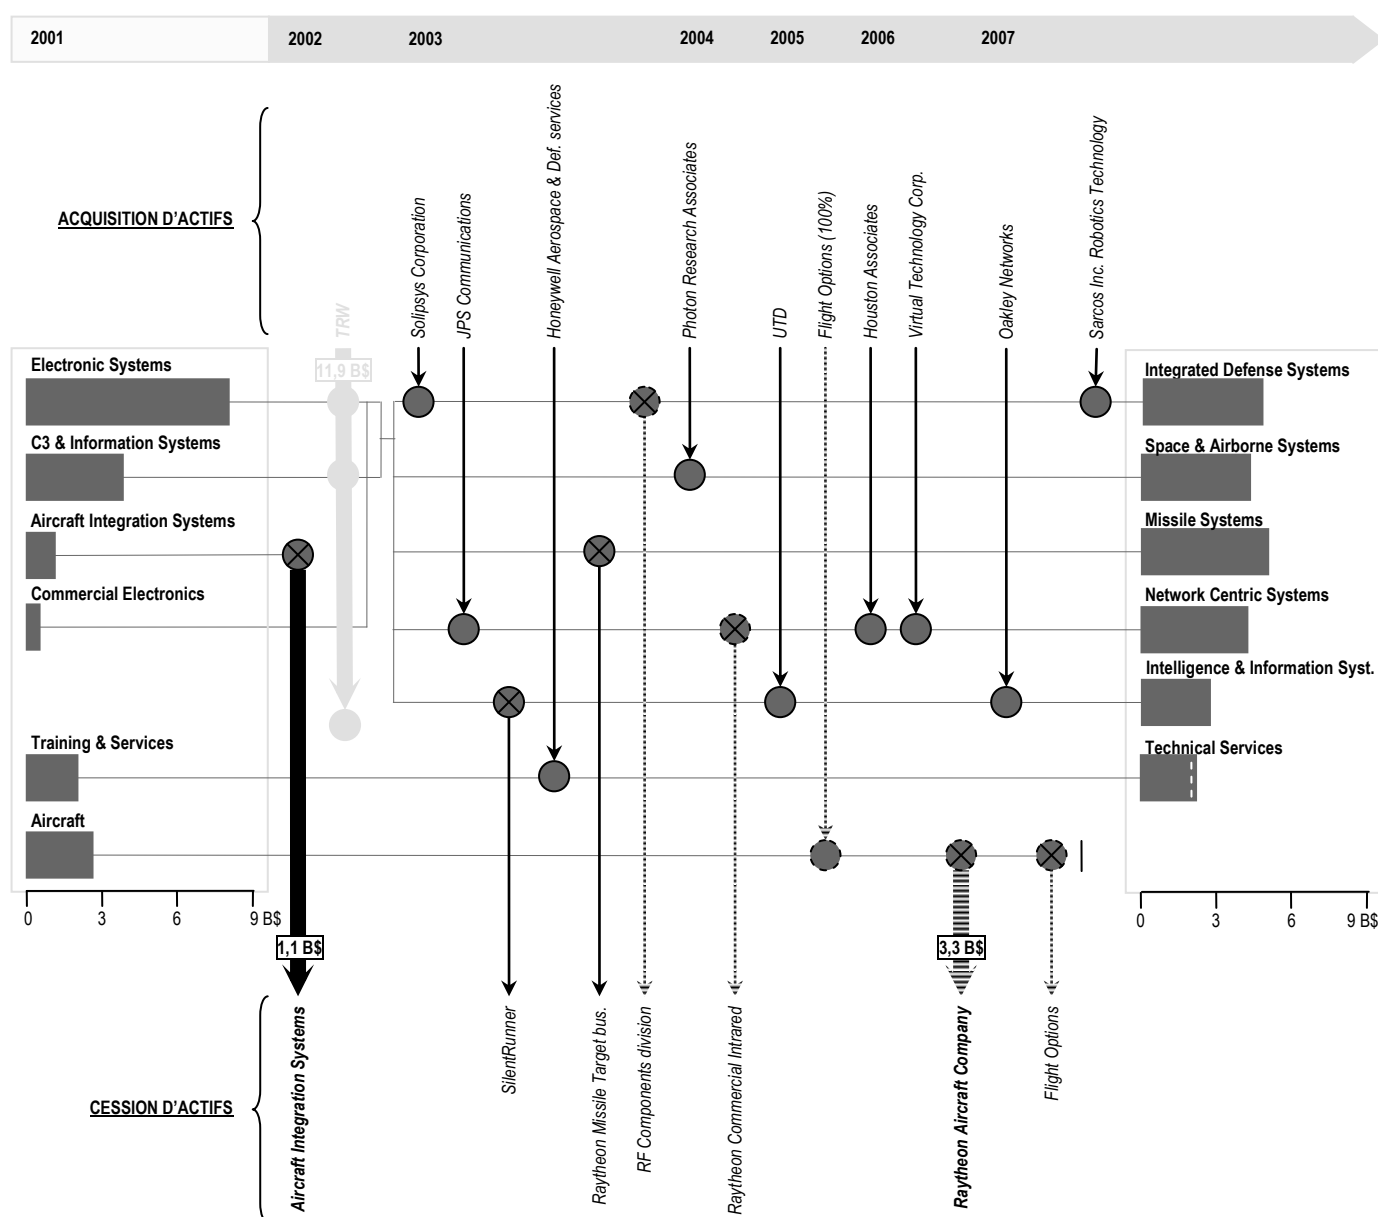 2001
2002
2003
2004
2005
2006
2007
ACQUISITION D'ACTIFS
TRW
Solipsys Corporation
JPS Communications
Honeywell Aerospace & Def. services
Photon Research Associates
UTD
Flight Options (100%)
Houston Associates
Virtual Technology Corp.
Oakley Networks
Sarcos Inc. Robotics Technology
11,9 B$
Electronic Systems
C3 & Information Systems
Aircraft Integration Systems
Commercial Electronics
Training & Services
Aircraft
0 3 6 9 B$
Integrated Defense Systems
Space & Airborne Systems
Missile Systems
Network Centric Systems
Intelligence & Information Syst.
Technical Services
0 3 6 9 B$
1,1 B$
3,3 B$
CESSION D'ACTIFS
Aircraft Integration Systems
SilentRunner
Raytheon Missile Target bus.
RF Components division
Raytheon Commercial Intrared
Raytheon Aircraft Company
Flight Options